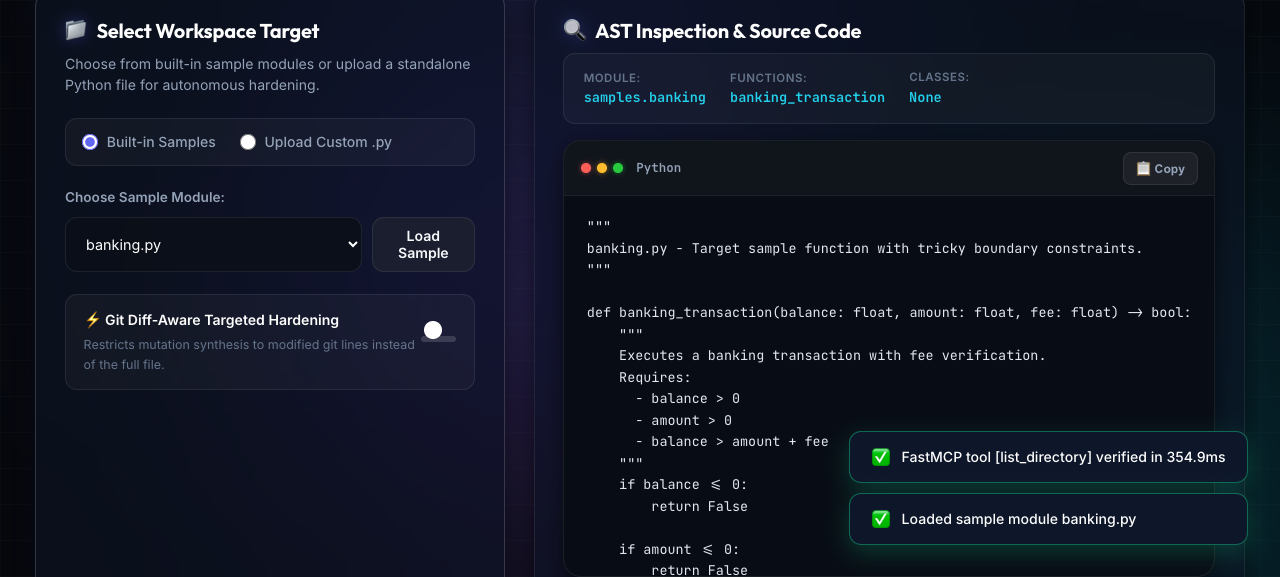 📁 Select Workspace Target
Choose from built-in sample modules or upload a standalone
Python file for autonomous hardening.
Built-in Samples
Upload Custom .py
Choose Sample Module:
banking.py
Load
Sample
⚡ Git Diff-Aware Targeted Hardening
Restricts mutation synthesis to modified git lines instead
of the full file.
🔍 AST Inspection & Source Code
MODULE:
samples.banking
FUNCTIONS:
banking_transaction
CLASSES:
None
Python
📋 Copy
"""
banking.py - Target sample function with tricky boundary constraints.
"""
def banking_transaction(balance: float, amount: float, fee: float) -> bool:
    """
    Executes a banking transaction with fee verification.
    Requires:
      - balance > 0
      - amount > 0
      - balance > amount + fee
    """
    if balance <= 0:
        return False
    if amount <= 0:
        return False
✅ FastMCP tool [list_directory] verified in 354.9ms
✅ Loaded sample module banking.py